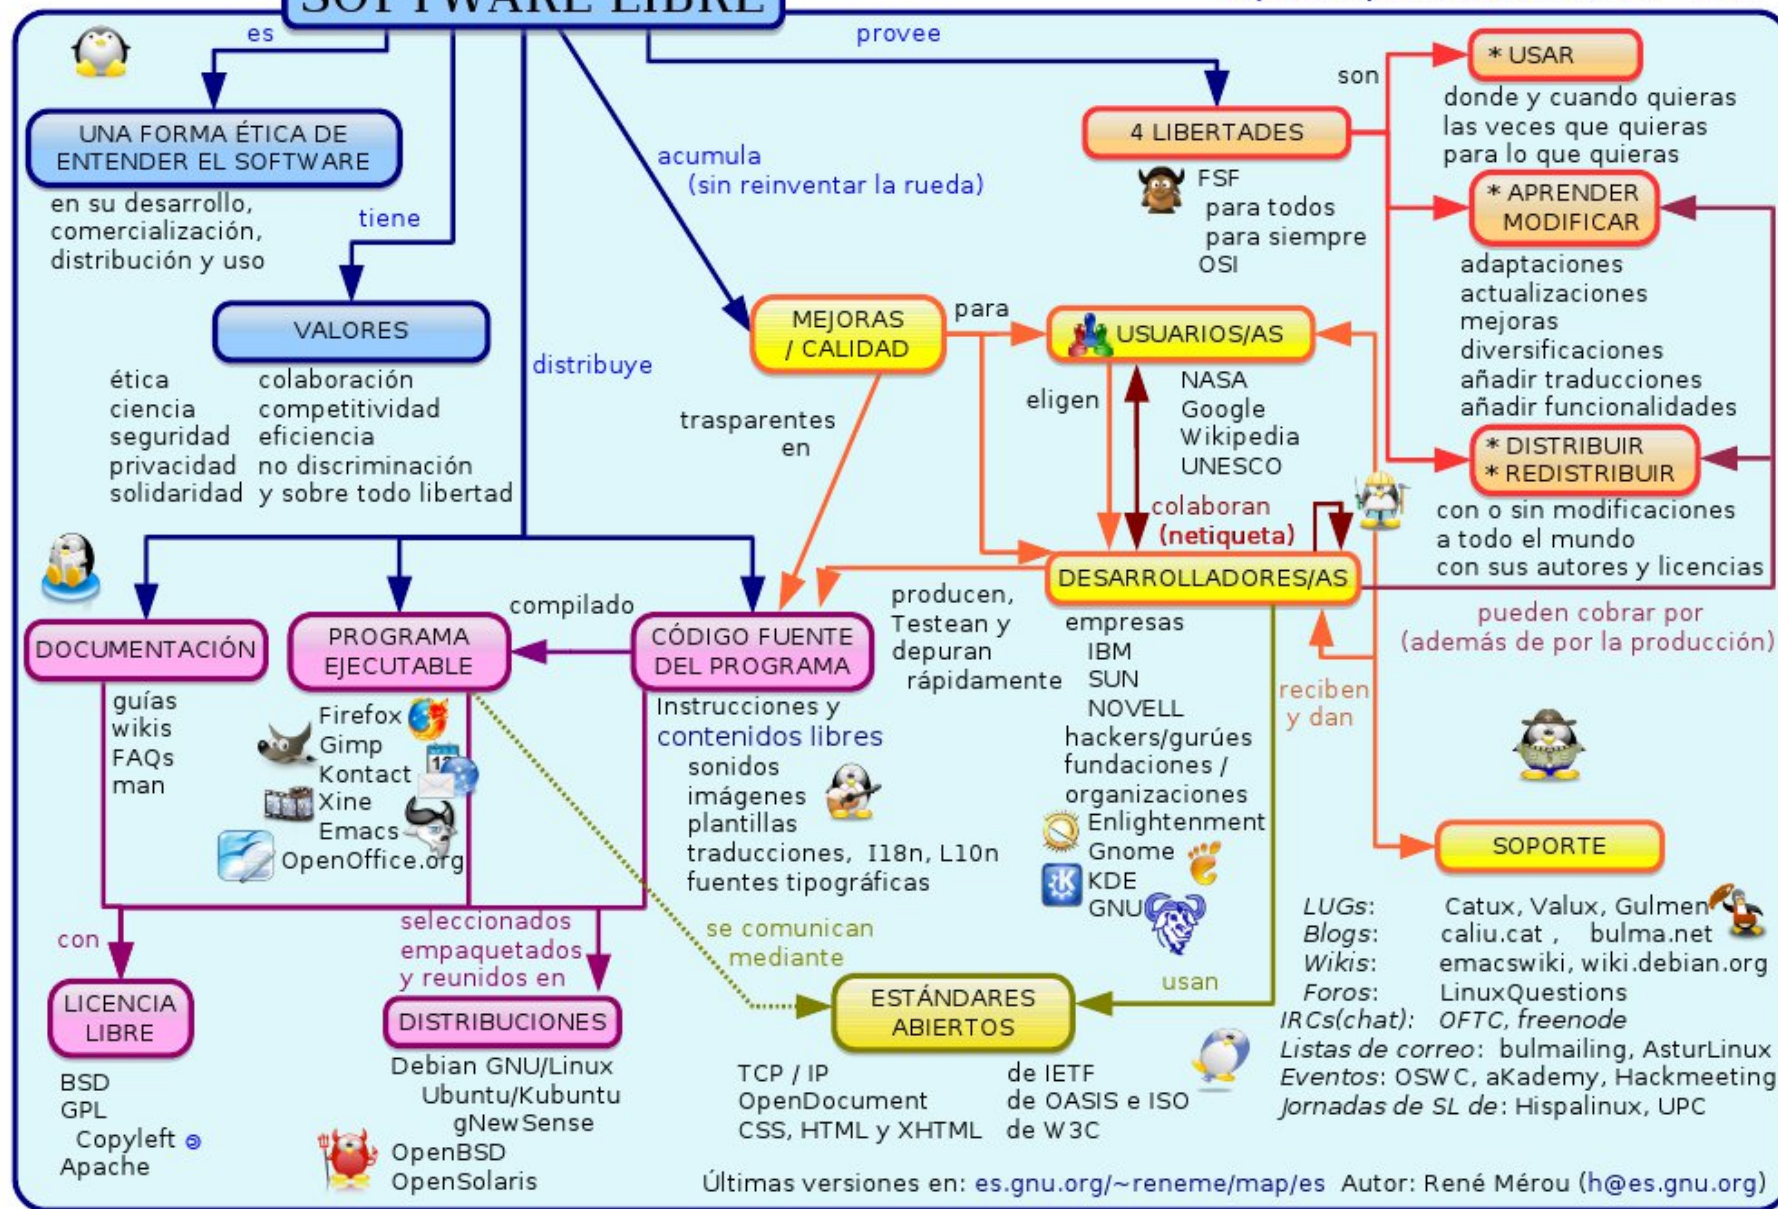 SOFTWARE LIBRE
es
provee
UNA FORMA ÉTICA DE
ENTENDER EL SOFTWARE
en su desarrollo,
comercialización,
distribución y uso
tiene
VALORES
ética colaboración
ciencia competitividad
seguridad eficiencia
privacidad no discriminación
solidaridad y sobre todo libertad
acumula
(sin reinventar la rueda)
distribuye
4 LIBERTADES
FSF
para todos
para siempre
OSI
son
* USAR
donde y cuando quieras
las veces que quieras
para lo que quieras
* APRENDER
MODIFICAR
adaptaciones
actualizaciones
mejoras
diversificaciones
añadir traducciones
añadir funcionalidades
* DISTRIBUIR
* REDISTRIBUIR
con o sin modificaciones
a todo el mundo
con sus autores y licencias
pueden cobrar por
(además de por la producción)
MEJORAS
/ CALIDAD
para
trasparentes
en
USUARIOS/AS
NASA
Google
Wikipedia
UNESCO
eligen
colaboran
(netiqueta)
DESARROLLADORES/AS
empresas
IBM
SUN
NOVELL
hackers/gurúes
fundaciones /
organizaciones
Enlightenment
Gnome
KDE
GNU
producen,
Testean y
depuran
rápidamente
reciben
y dan
DOCUMENTACIÓN
guías
wikis
FAQs
man
PROGRAMA
EJECUTABLE
Firefox
Gimp
Kontact
12
Xine
Emacs
OpenOffice.org
compilado
CÓDIGO FUENTE
DEL PROGRAMA
Instrucciones y
contenidos libres
sonidos
imágenes
plantillas
traducciones, I18n, L10n
fuentes tipográficas
con
LICENCIA
LIBRE
BSD
GPL
Copyleft
Apache
seleccionados
empaquetados
y reunidos en
DISTRIBUCIONES
Debian GNU/Linux
Ubuntu/Kubuntu
gNewSense
OpenBSD
OpenSolaris
se comunican
mediante
usan
ESTÁNDARES
ABIERTOS
TCP / IP de IETF
OpenDocument de OASIS e ISO
CSS, HTML y XHTML de W3C
SOPORTE
LUGs: Catux, Valux, Gulmen
Blogs: caliu.cat , bulma.net
Wikis: emacswiki, wiki.debian.org
Foros: LinuxQuestions
IRCs(chat): OFTC, freenode
Listas de correo: bulmailing, AsturLinux
Eventos: OSWC, aKademy, Hackmeeting
Jornadas de SL de: Hispalinux, UPC
Últimas versiones en: es.gnu.org/~reneme/map/es Autor: René Mérou (h@es.gnu.org)